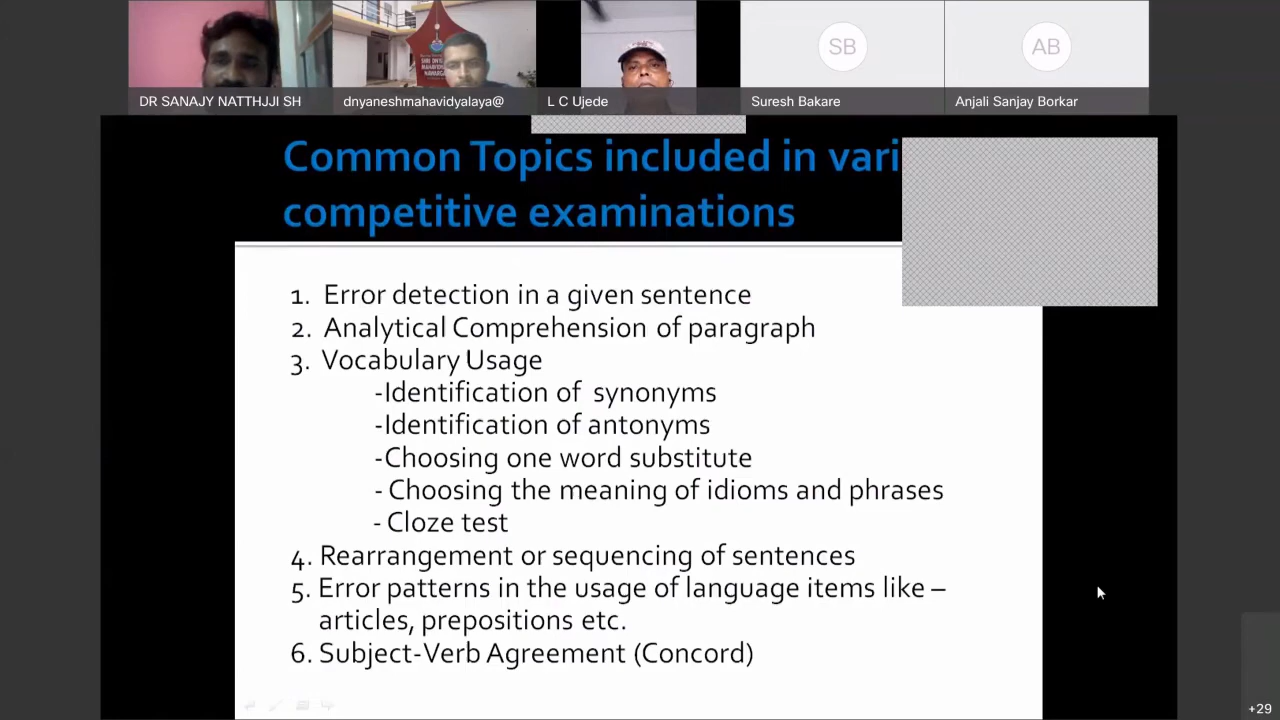 SB
AB
DR SANAJY NATTHJJI SH
dnyaneshmahavidyalaya@
L C Ujede
Suresh Bakare
Anjali Sanjay Borkar
Common Topics included in vari
competitive examinations
1. Error detection in a given sentence
2. Analytical Comprehension of paragraph
3. Vocabulary Usage
-Identification of synonyms
-Identification of antonyms
-Choosing one word substitute
- Choosing the meaning of idioms and phrases
- Cloze test
4. Rearrangement or sequencing of sentences
5. Error patterns in the usage of language items like –
articles, prepositions etc.
6. Subject-Verb Agreement (Concord)
+29